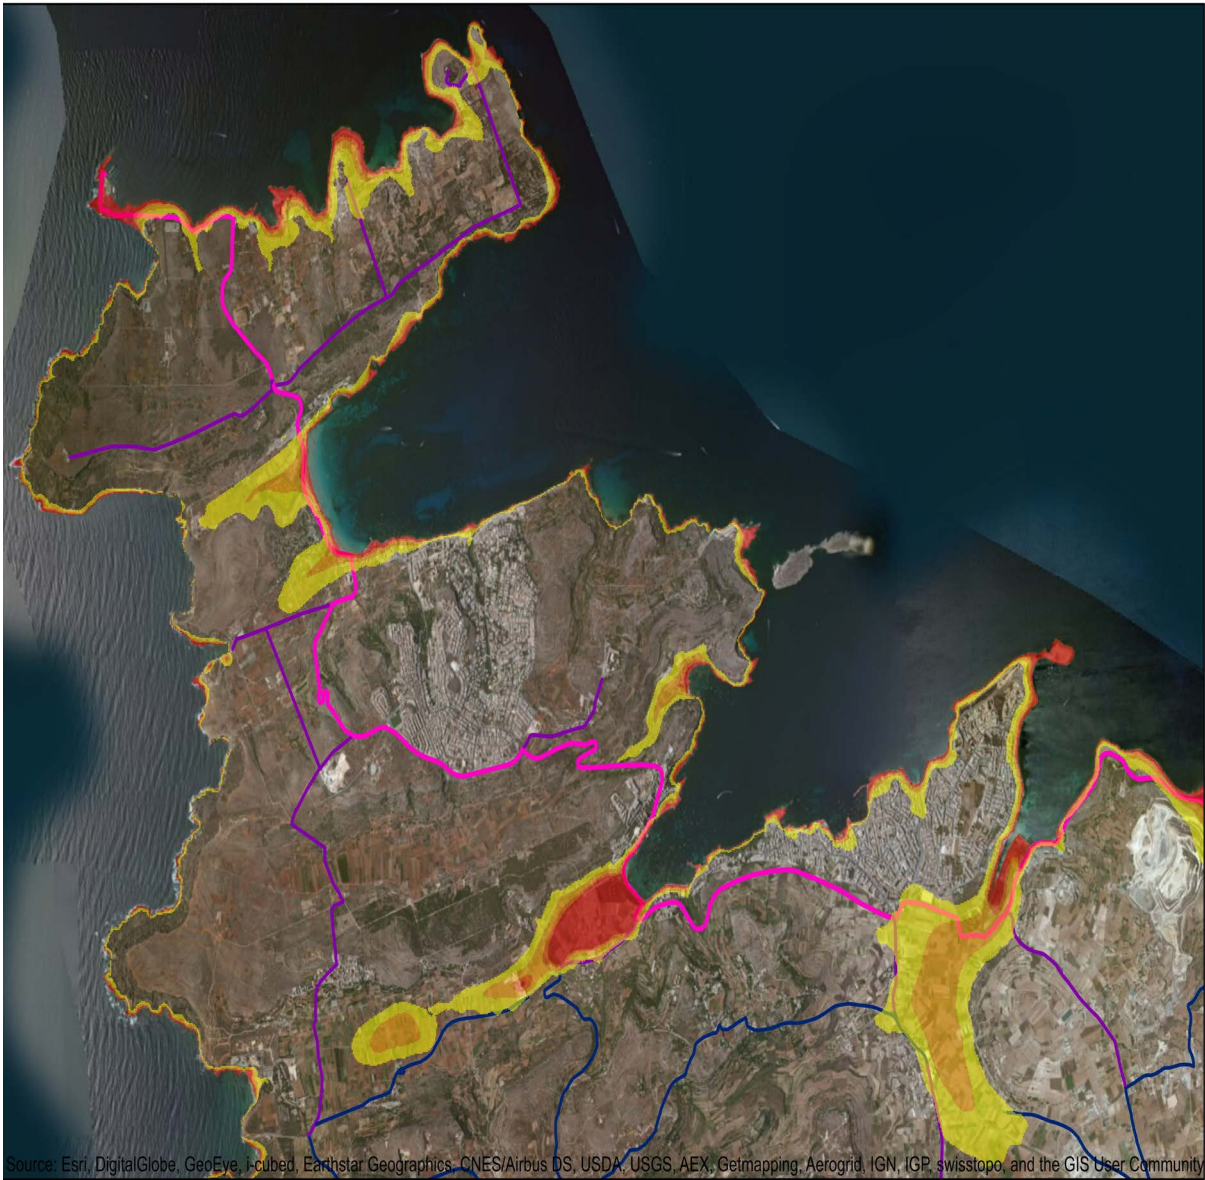 Source: Esri, DigitalGlobe, GeoEye, i-cubed, Earthstar Geographics, CNES/Airbus DS, USDA, USGS, AEX, Getmapping, Aerogrid, IGN, IGP, swisstopo, and the GIS User Community